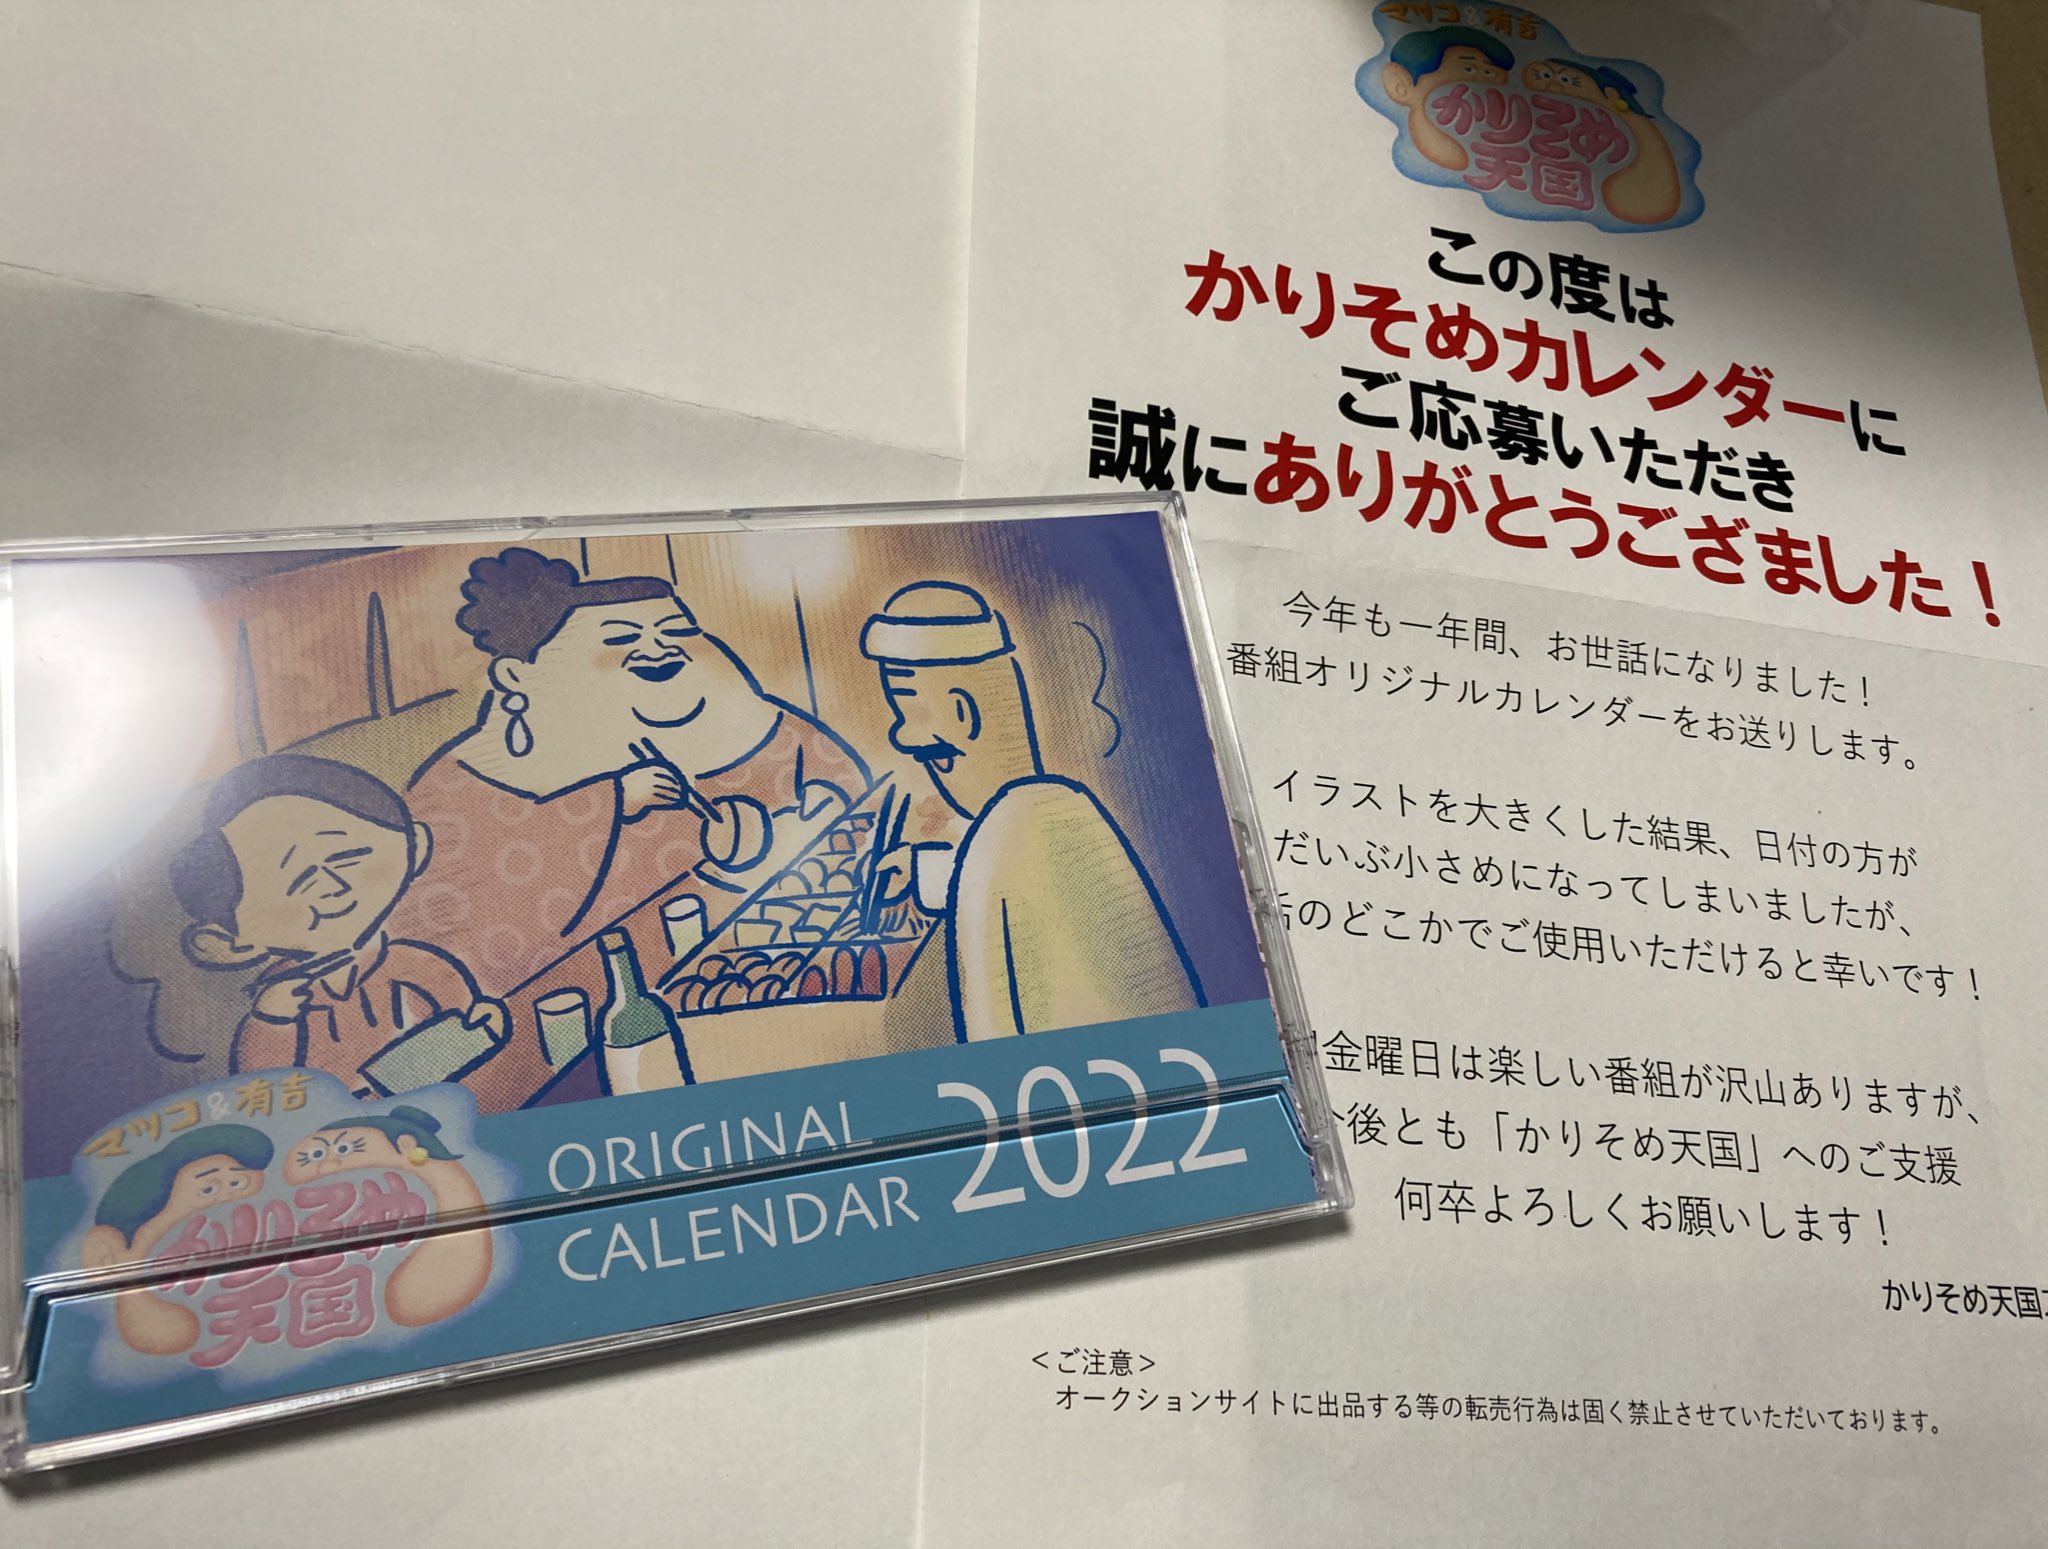 マツコ&有吉
かりそめ
天国
この度は
かりそめカレンダーに
ご応募いただき
誠にありがとうございました！
今年も一年間、お世話になりました！
番組オリジナルカレンダーをお送りします。
イラストを大きくした結果、日付の方が
だいぶ小さめになってしまいましたが、
のどこかでご使用いただけると幸いです！
金曜日は楽しい番組が沢山ありますが、
後とも「かりそめ天国」へのご支援
何卒よろしくお願いします！
かりそめ天国
＜ご注意＞
オークションサイトに出品する等の転売行為は固く禁止させていただいております。
マツコ&有吉
かりそめ
天国
ORIGINAL
CALENDAR 2022